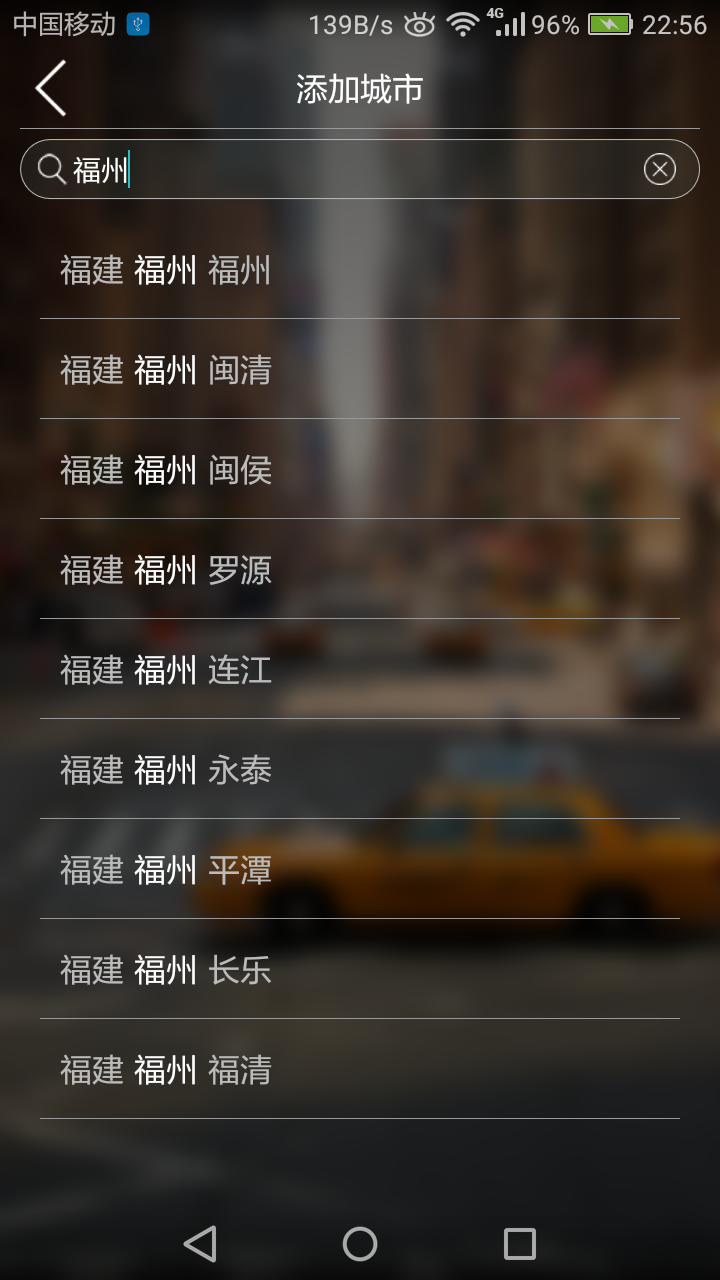 中国移动 139B/s 4G 96% 22:56
添加城市
福州
福建 福州 福州
福建 福州 闽清
福建 福州 闽侯
福建 福州 罗源
福建 福州 连江
福建 福州 永泰
福建 福州 平潭
福建 福州 长乐
福建 福州 福清